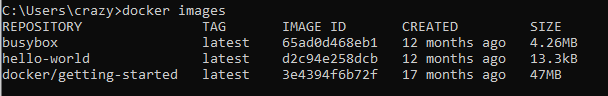 C:\Users\crazy>docker images
REPOSITORY TAG IMAGE ID CREATED SIZE
busybox latest 65ad0d468eb1 12 months ago 4.26MB
hello-world latest d2c94e258dcb 12 months ago 13.3kB
docker/getting-started latest 3e4394f6b72f 17 months ago 47MB